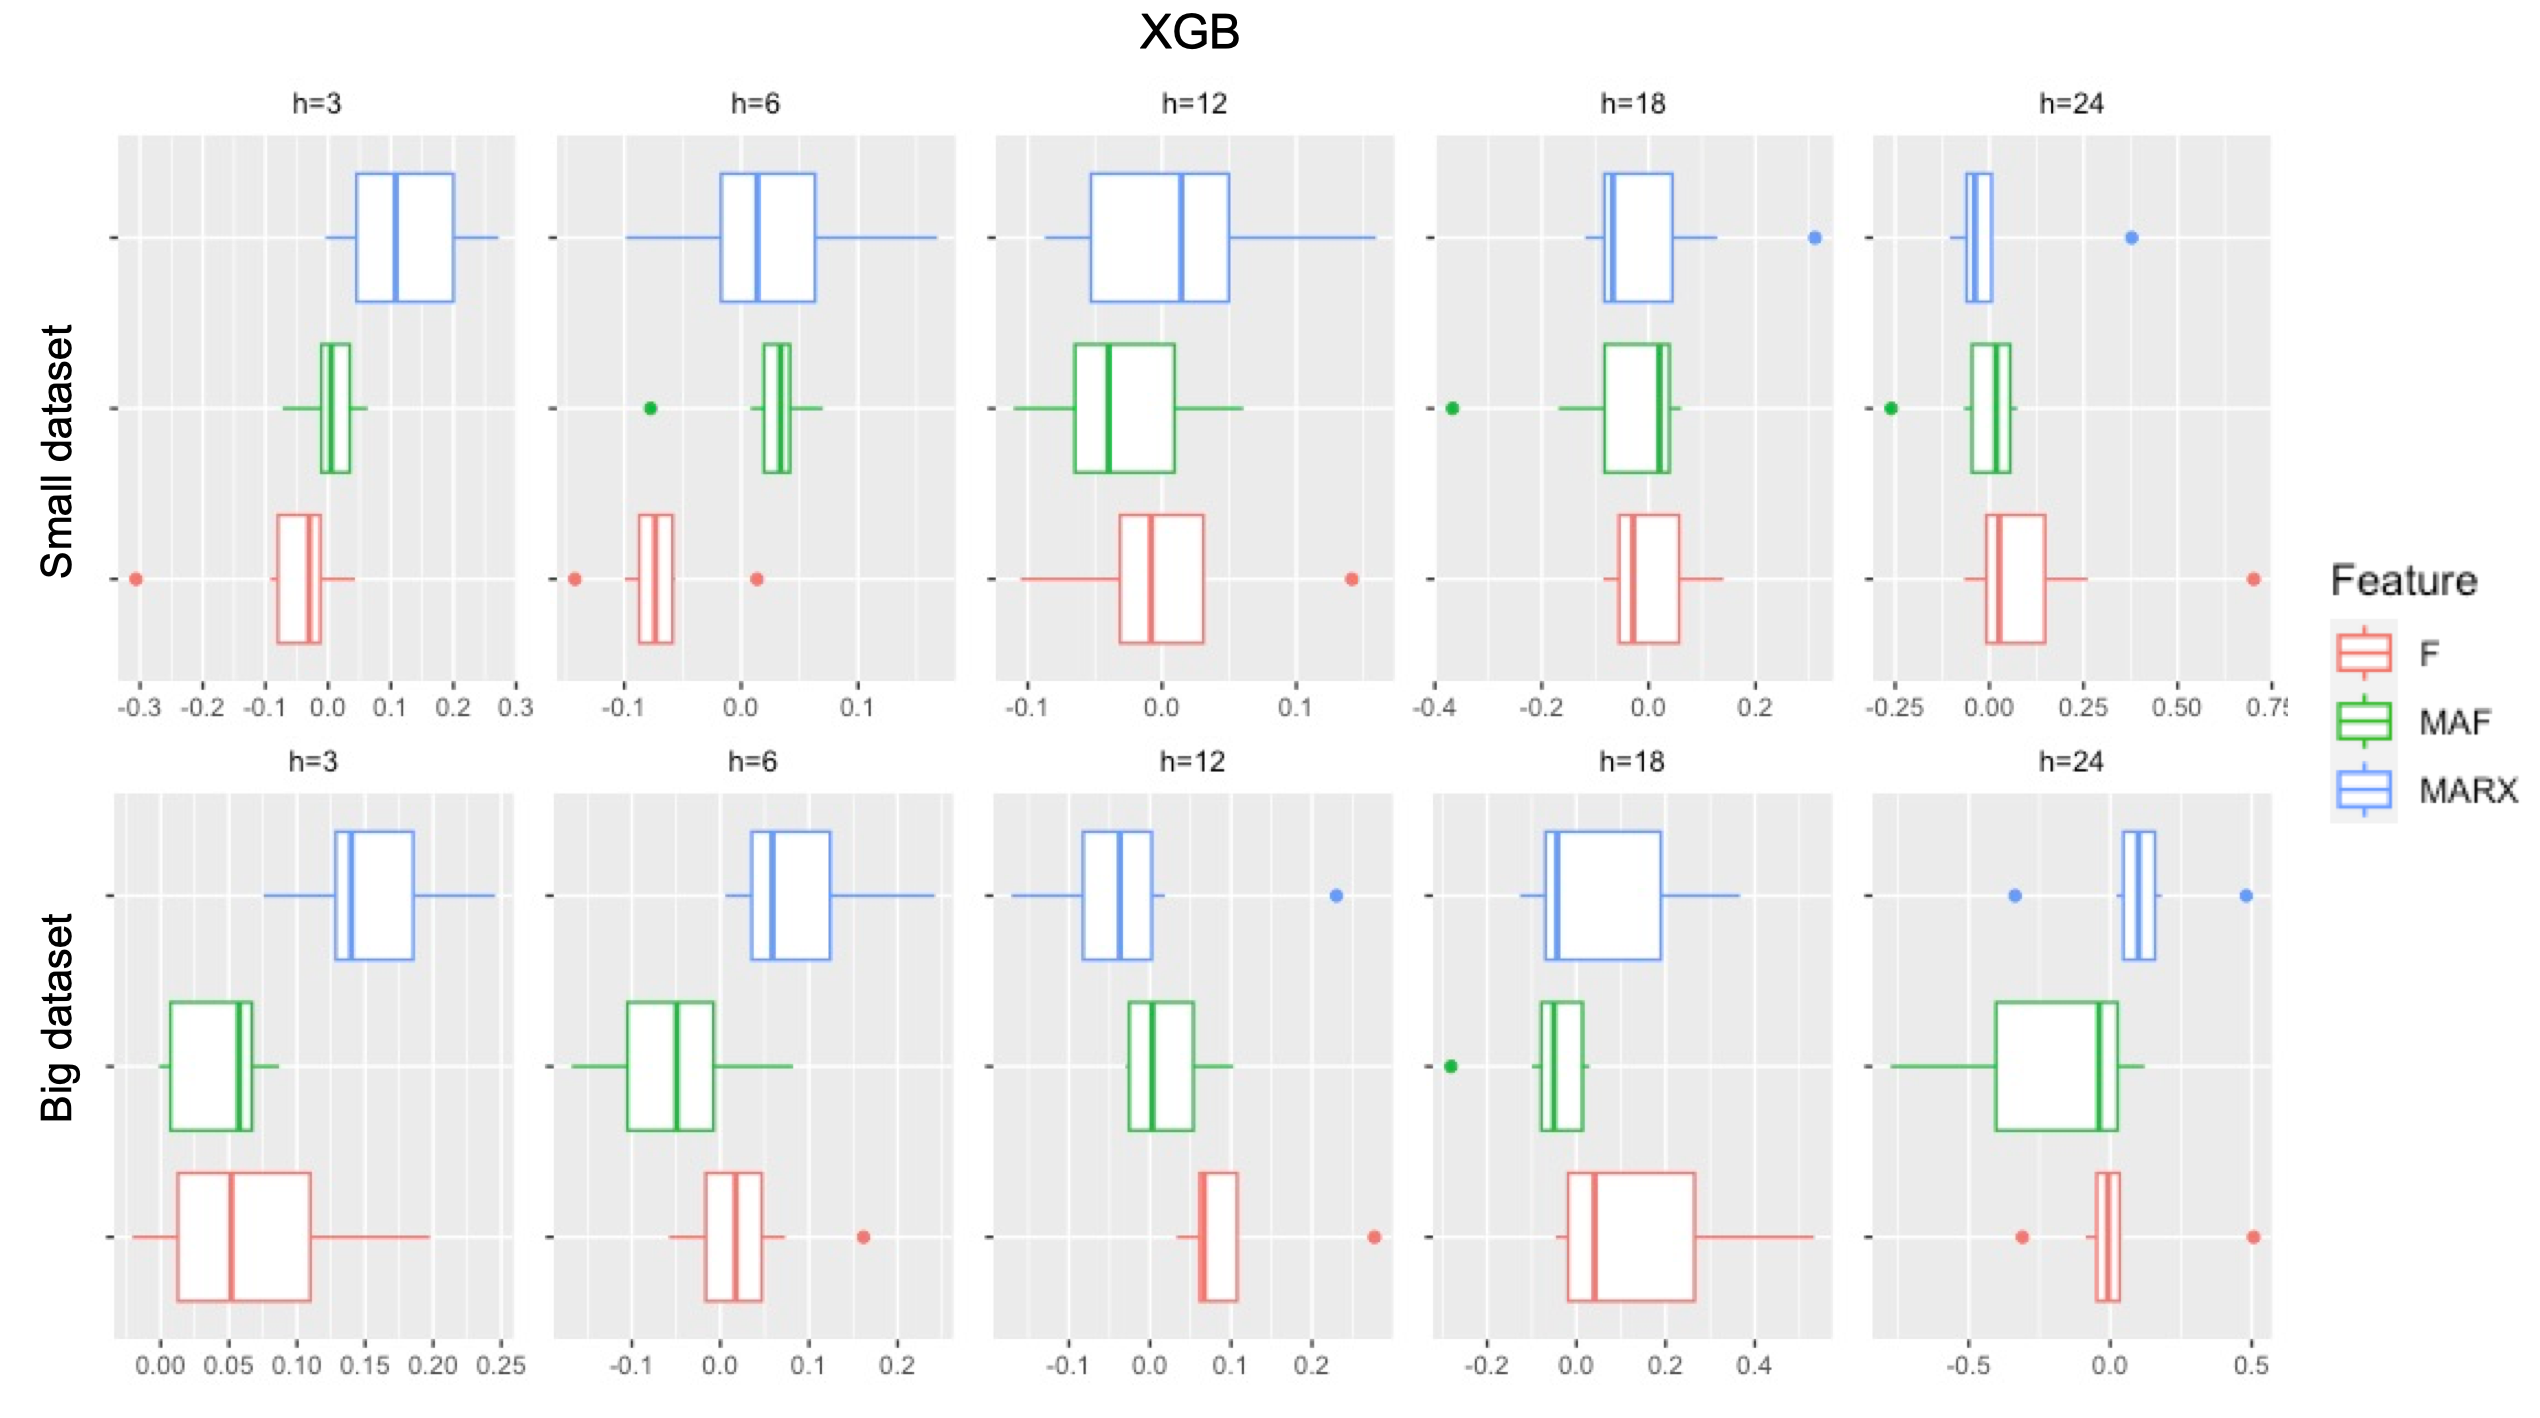 XGB
h=3 h=6 h=12 h=18 h=24
Small dataset
-0.3 -0.2 -0.1 0.0 0.1 0.2 0.3 -0.1 0.0 0.1 -0.1 0.0 0.1 -0.4 -0.2 0.0 0.2 -0.25 0.00 0.25 0.50 0.75
h=3 h=6 h=12 h=18 h=24
Big dataset
0.00 0.05 0.10 0.15 0.20 0.25 -0.1 0.0 0.1 0.2 -0.1 0.0 0.1 0.2 -0.2 0.0 0.2 0.4 -0.5 0.0 0.5
Feature
F
MAF
MARX